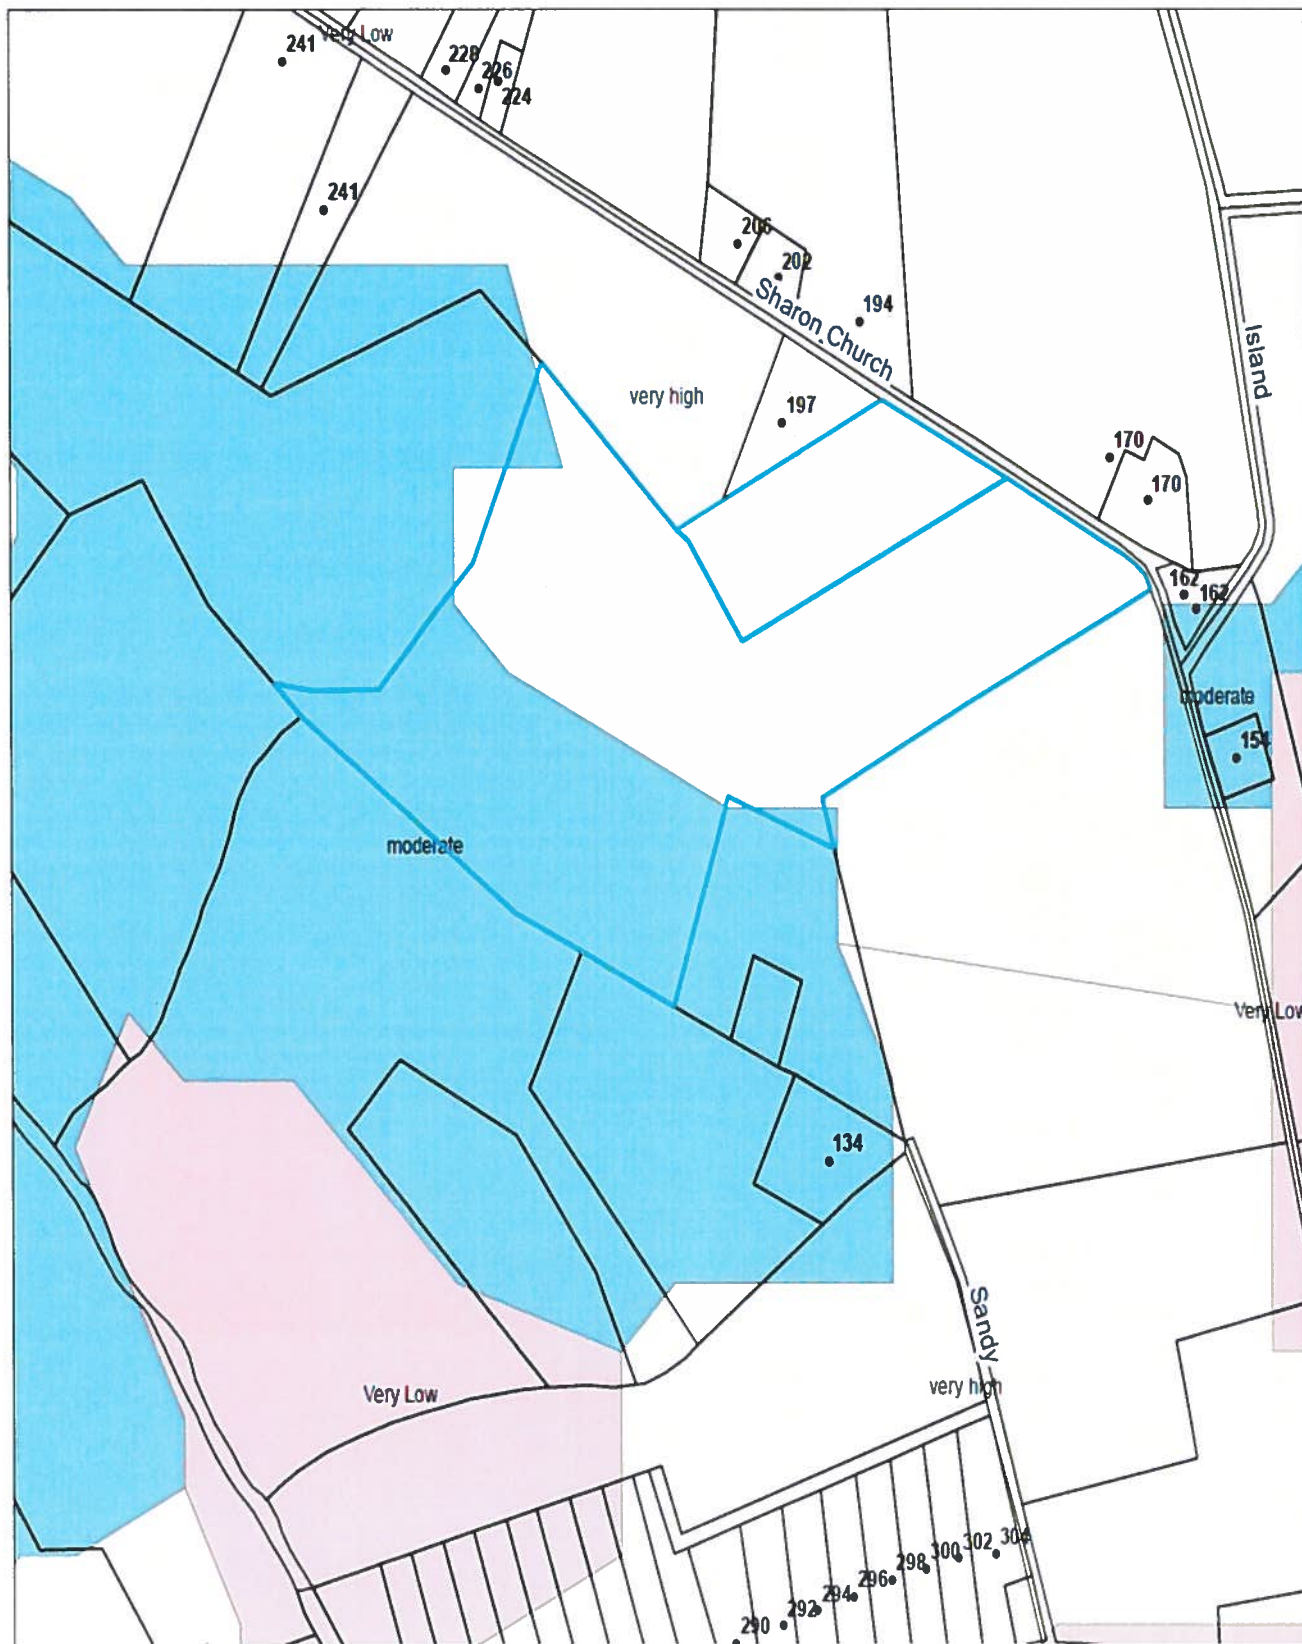 Very Low
241
228
226
224
241
206
202
194
Sharon Church
Island
very high
197
170
170
162
162
moderate
154
moderate
Very Low
134
Sandy
very high
Very Low
304
302
300
298
296
294
292
290